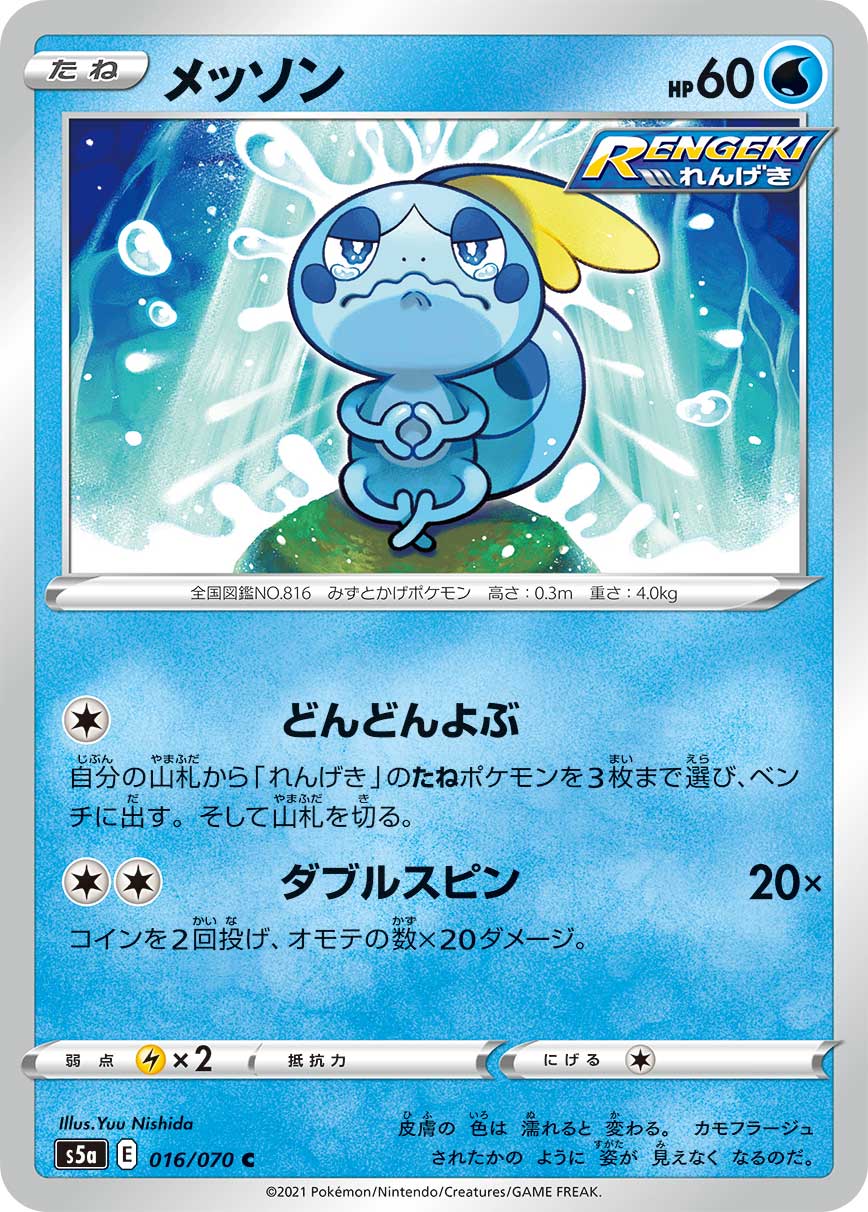 たね メッソン HP60
RENGEKI
れんげき
全国図鑑NO.816 みずとかげポケモン 高さ：0.3m 重さ：4.0kg
どんどんよぶ
自分の山札から「れんげき」のたねポケモンを3枚まで選び、ベン
チに出す。そして山札を切る。
ダブルスピン 20×
コインを2回投げ、オモテの数×20ダメージ。
弱点 ×2 抵抗力 にげる
Illus.Yuu Nishida
皮膚の 色は 濡れると 変わる。 カモフラージュ
されたかの ように 姿が 見えなく なるのだ。
s5a E 016/070 C
©2021 Pokémon/Nintendo/Creatures/GAME FREAK.